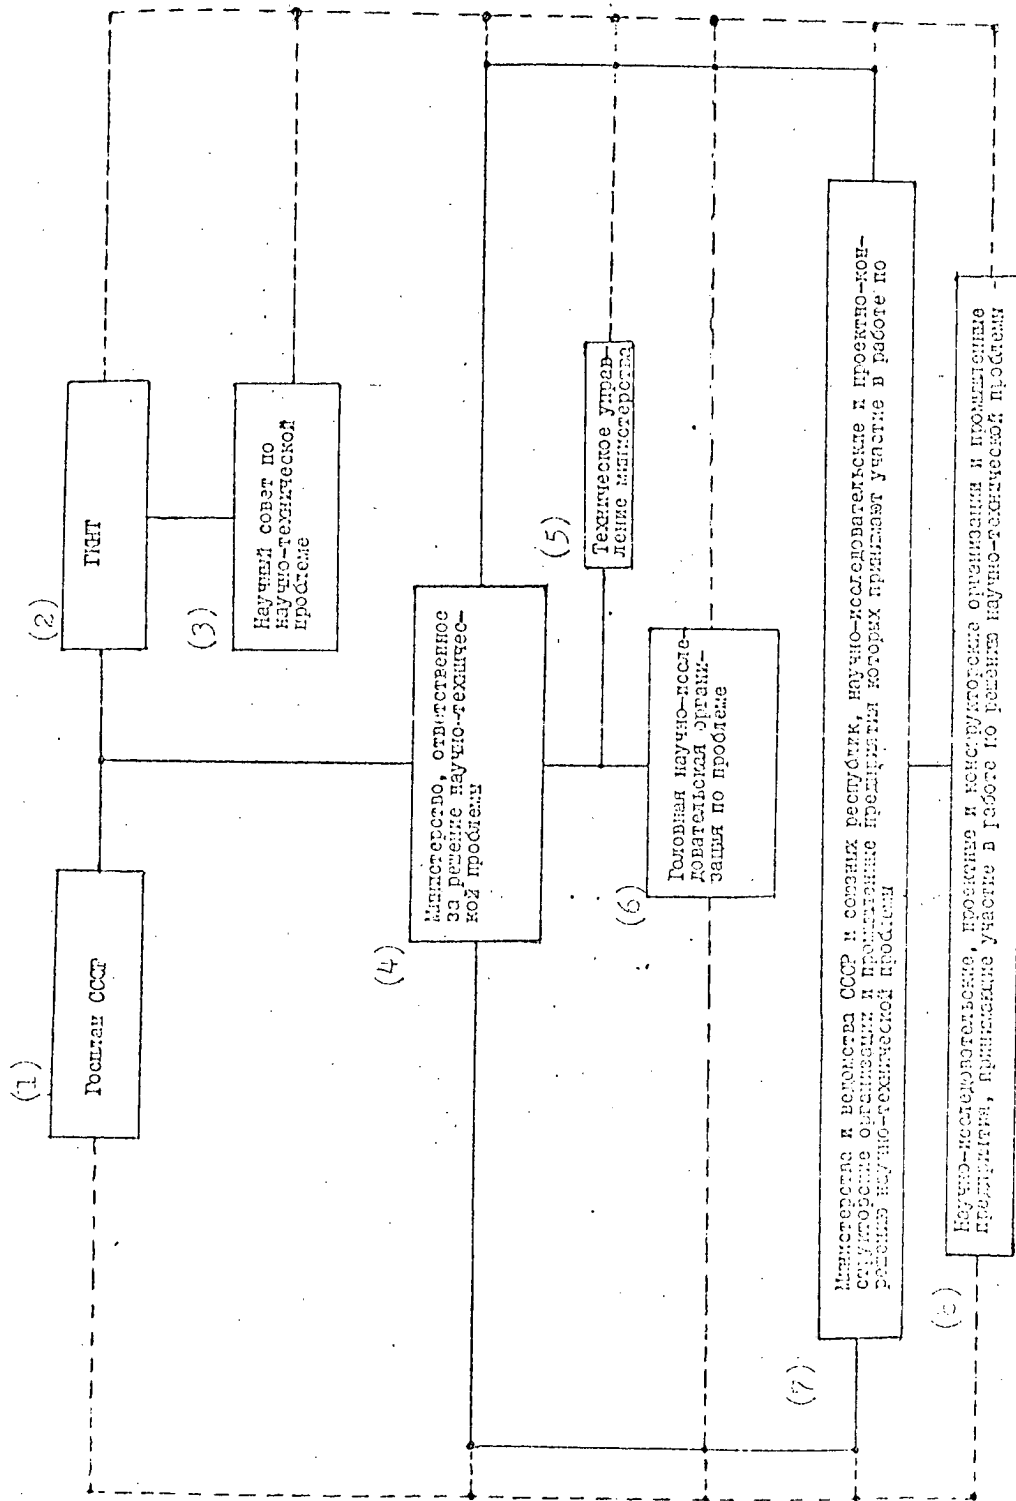 (1)
Госплан СССР
(2)
ГКНТ
(3)
Научный совет по
научно-технической
проблеме
(4)
Министерство, ответственное
за решение научно-техничес-
кой проблемы
(5)
Техническое управ-
ление министерства
(6)
Головная научно-иссле-
довательская органи-
зация по проблеме
(7)
Министерства и ведомства СССР и союзных республик, научно-исследовательские и проектно-кон-
структорские организации и промышленные предприятия которых принимают участие в работе по
решению научно-технической проблемы
(8)
Научно-исследовательские, проектные и конструкторские организации и промышленные
предприятия, принимающие участие в работе по решению научно-технической проблемы